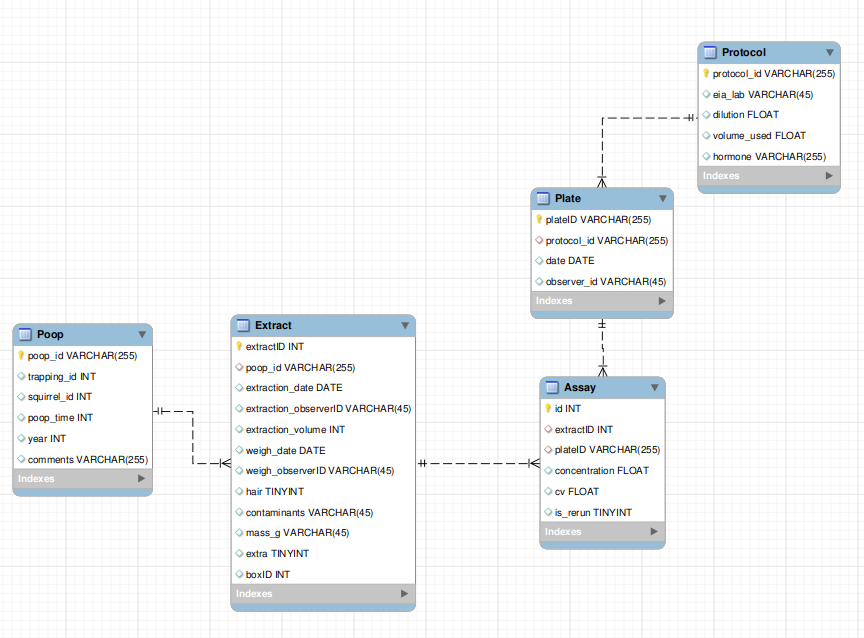 Protocol
protocol_id VARCHAR(255)
eia_lab VARCHAR(45)
dilution FLOAT
volume_used FLOAT
hormone VARCHAR(255)
Indexes
Plate
plateID VARCHAR(255)
protocol_id VARCHAR(255)
date DATE
observer_id VARCHAR(45)
Indexes
Poop
poop_id VARCHAR(255)
trapping_id INT
squirrel_id INT
poop_time INT
year INT
comments VARCHAR(255)
Indexes
Extract
extractID INT
poop_id VARCHAR(255)
extraction_date DATE
extraction_observerID VARCHAR(45)
extraction_volume INT
weigh_date DATE
weigh_observerID VARCHAR(45)
hair TINYINT
contaminants VARCHAR(45)
mass_g VARCHAR(45)
extra TINYINT
boxID INT
Indexes
Assay
id INT
extractID INT
plateID VARCHAR(255)
concentration FLOAT
cv FLOAT
is_rerun TINYINT
Indexes